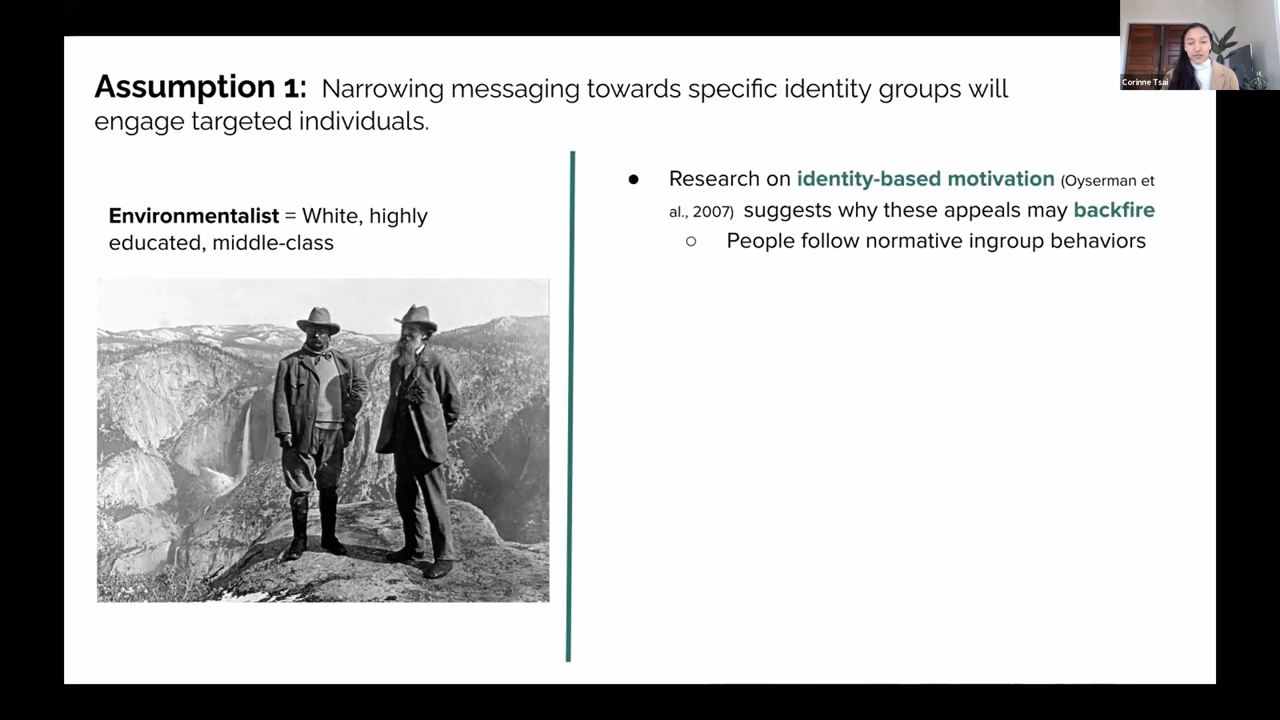 Assumption 1: Narrowing messaging towards specific identity groups will
engage targeted individuals.
Corinne Tsai
Environmentalist = White, highly
educated, middle-class
● Research on identity-based motivation (Oyserman et
al., 2007) suggests why these appeals may backfire
○ People follow normative ingroup behaviors